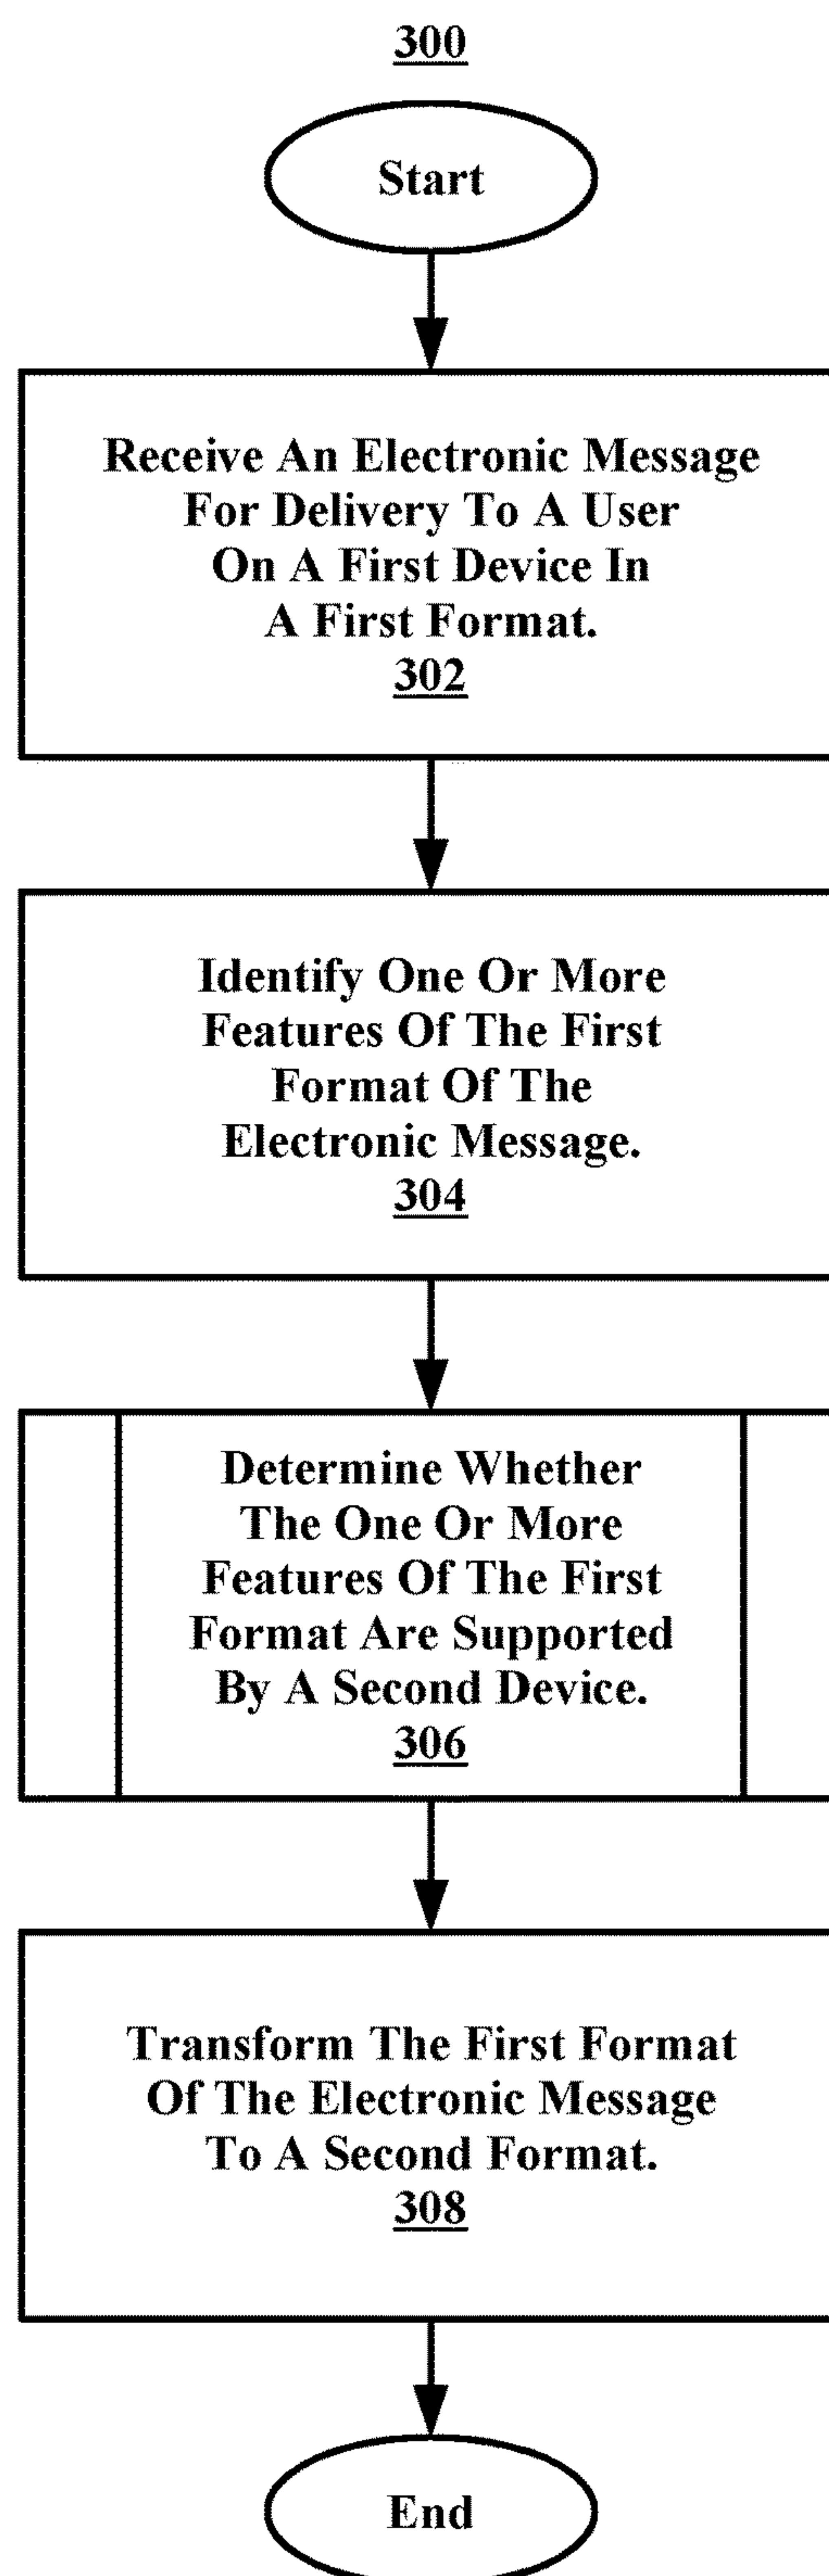 300
Start
Receive An Electronic Message
For Delivery To A User
On A First Device In
A First Format.
302
Identify One Or More
Features Of The First
Format Of The
Electronic Message.
304
Determine Whether
The One Or More
Features Of The First
Format Are Supported
By A Second Device.
306
Transform The First Format
Of The Electronic Message
To A Second Format.
308
End